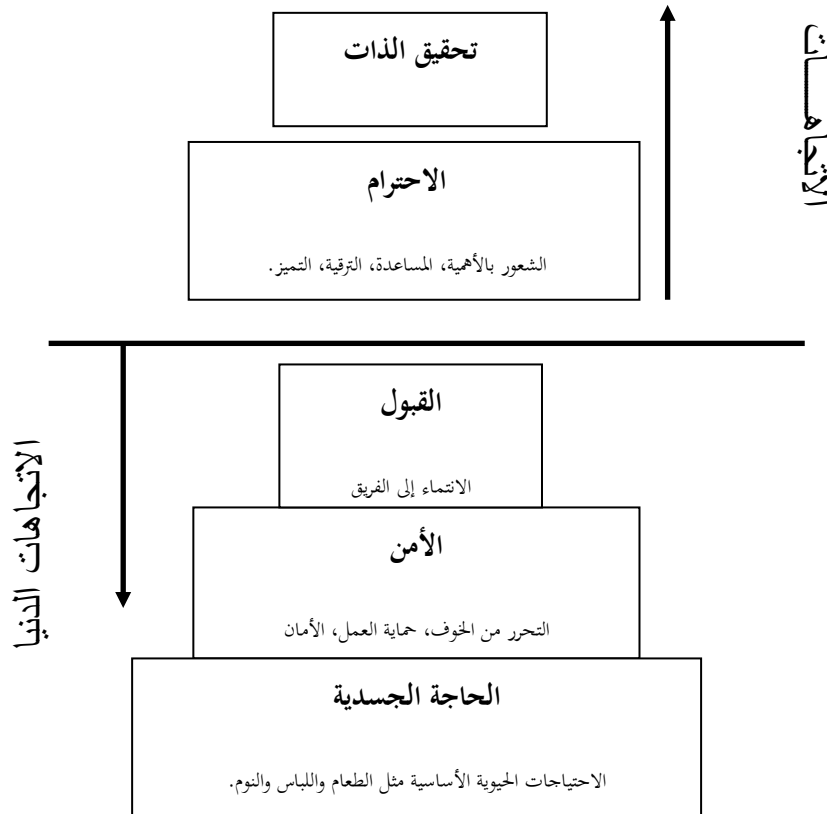 تحقيق الذات
الاتجاهــــات
الاحترام
الشعور بالأهمية، المساعدة، الترقية، التميز.
القبول
الانتماء إلى الفريق
الاتجاهات الدنيا
الأمن
التحرر من الخوف، حماية العمل، الأمان
الحاجة الجسدية
الاحتياجات الحيوية الأساسية مثل الطعام واللباس والنوم.